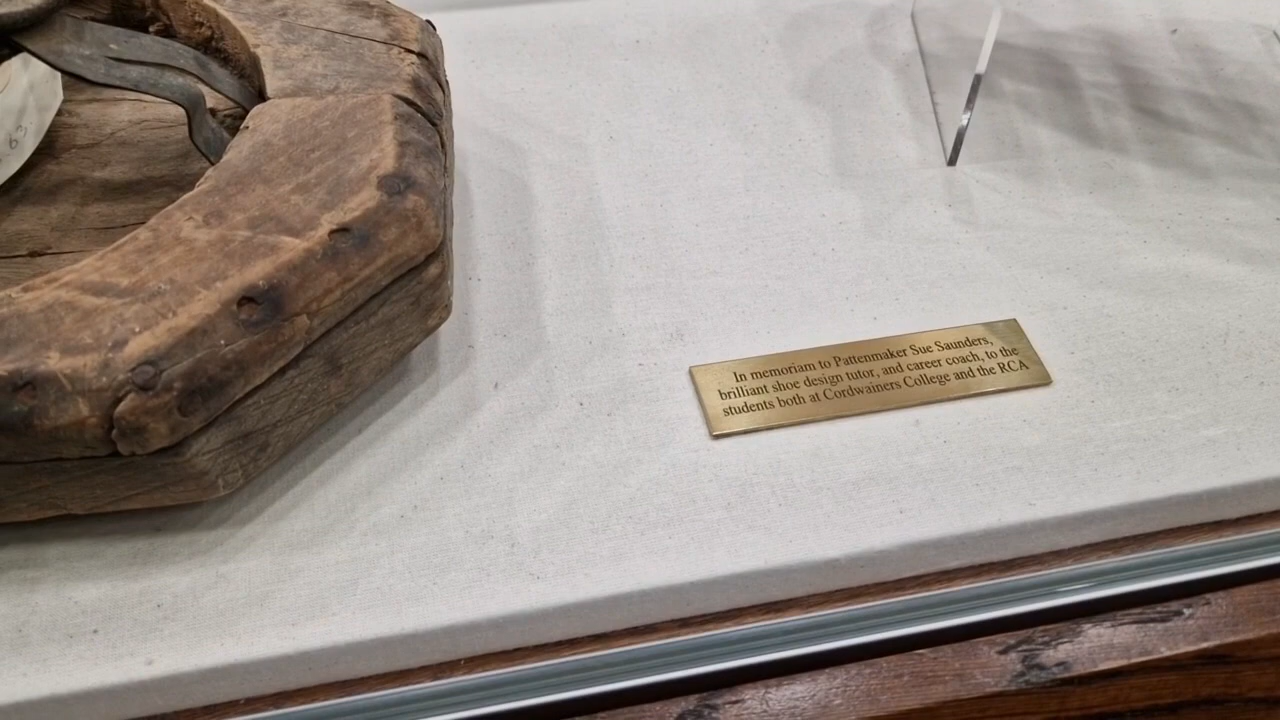 .63
In memoriam to Pattenmaker Sue Saunders,
brilliant shoe design tutor, and career coach, to the
students both at Cordwainers College and the RCA